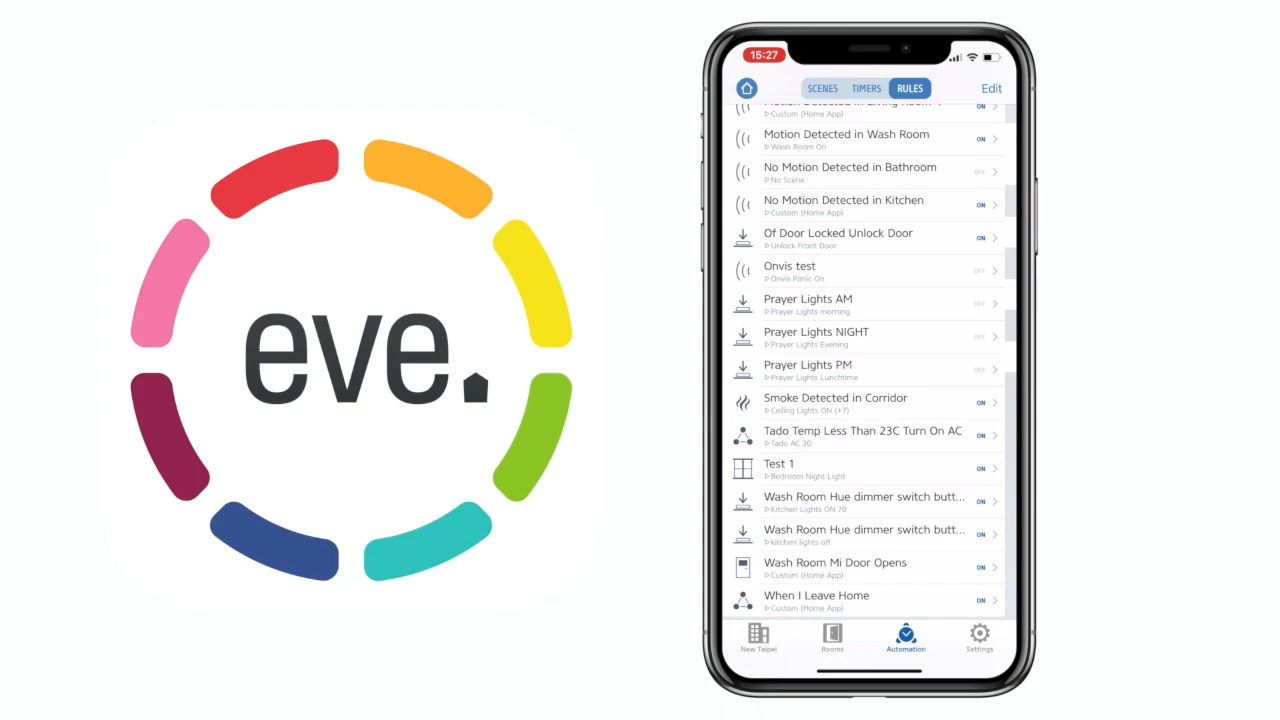 eve.
15:27
SCENES TIMERS RULES Edit
Motion Detected in Living Room 1 ON
Custom (Home App)
Motion Detected in Wash Room ON
Wash Room On
No Motion Detected in Bathroom OFF
No Scene
No Motion Detected in Kitchen ON
Custom (Home App)
Of Door Locked Unlock Door ON
Unlock Front Door
Onvis test OFF
Onvis Panic On
Prayer Lights AM OFF
Prayer Lights morning
Prayer Lights NIGHT OFF
Prayer Lights Evening
Prayer Lights PM OFF
Prayer Lights Lunchtime
Smoke Detected in Corridor ON
Ceiling Lights ON (+7)
Tado Temp Less Than 23C Turn On AC ON
Tado AC 30
Test 1 ON
Bedroom Night Light
Wash Room Hue dimmer switch butt... ON
Kitchen Lights ON 70
Wash Room Hue dimmer switch butt... ON
kitchen lights off
Wash Room Mi Door Opens ON
Custom (Home App)
When I Leave Home ON
Custom (Home App)
New Taipei Rooms Automation Settings